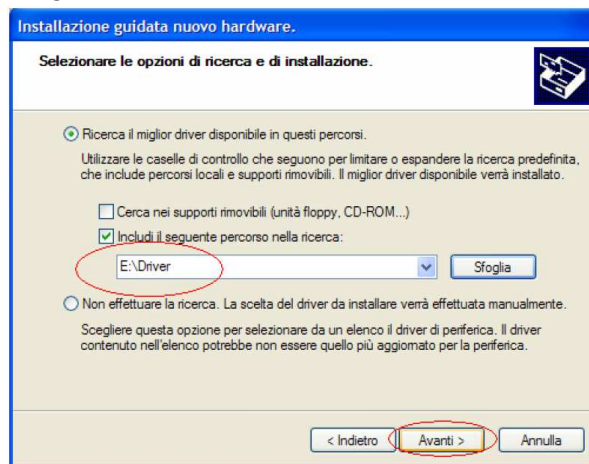 Installazione guidata nuovo hardware.
Selezionare le opzioni di ricerca e di installazione.
Ricerca il miglior driver disponibile in questi percorsi.
Utilizzare le caselle di controllo che seguono per limitare o espandere la ricerca predefinita,
che include percorsi locali e supporti rimovibili. Il miglior driver disponibile verrà installato.
Cerca nei supporti rimovibili (unità floppy, CD-ROM...)
Includi il seguente percorso nella ricerca:
E:\Driver
Sfoglia
Non effettuare la ricerca. La scelta del driver da installare verrà effettuata manualmente.
Scegliere questa opzione per selezionare da un elenco il driver di periferica. Il driver
contenuto nell'elenco potrebbe non essere quello più aggiornato per la periferica.
< Indietro Avanti > Annulla